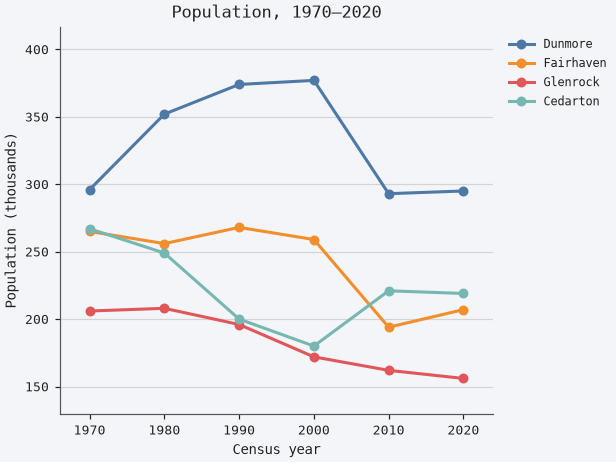 Population, 1970–2020
Dunmore
Fairhaven
Glenrock
Cedarton
Population (thousands)
400
350
300
250
200
150
1970 1980 1990 2000 2010 2020
Census year